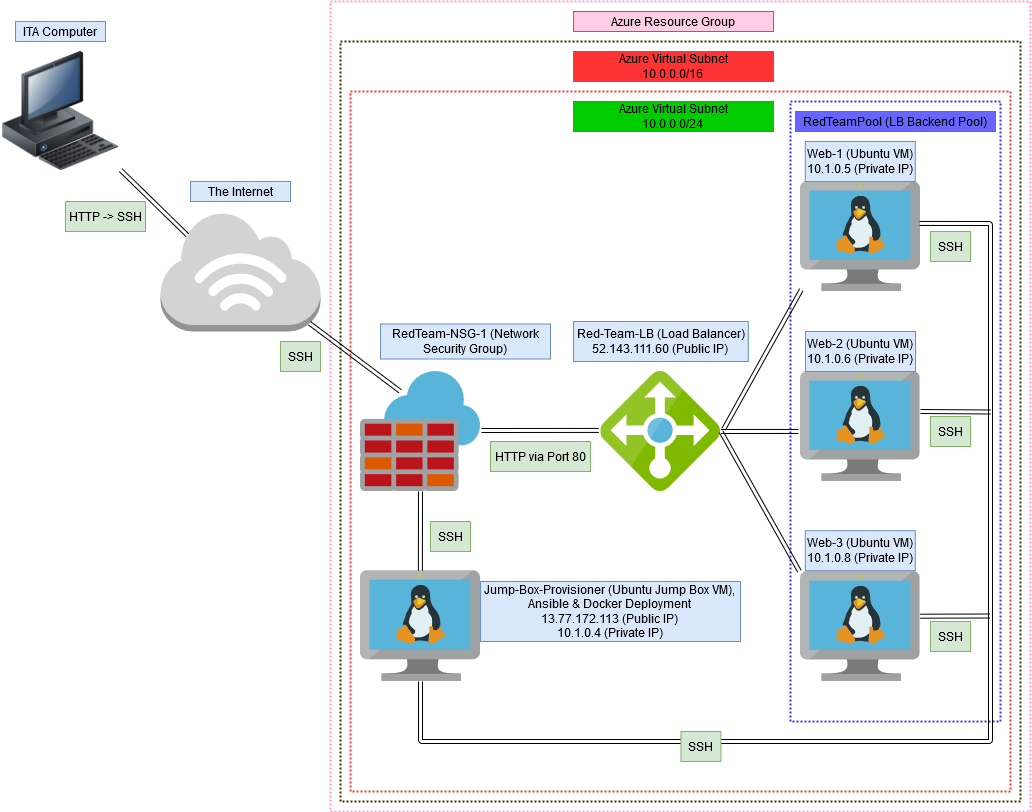 ITA Computer
HTTP -> SSH
The Internet
SSH
Azure Resource Group
Azure Virtual Subnet
10.0.0.0/16
Azure Virtual Subnet
10.0.0.0/24
RedTeamPool (LB Backend Pool)
Web-1 (Ubuntu VM)
10.1.0.5 (Private IP)
SSH
RedTeam-NSG-1 (Network
Security Group)
HTTP via Port 80
Red-Team-LB (Load Balancer)
52.143.111.60 (Public IP)
Web-2 (Ubuntu VM)
10.1.0.6 (Private IP)
SSH
SSH
Jump-Box-Provisioner (Ubuntu Jump Box VM),
Ansible & Docker Deployment
13.77.172.113 (Public IP)
10.1.0.4 (Private IP)
Web-3 (Ubuntu VM)
10.1.0.8 (Private IP)
SSH
SSH